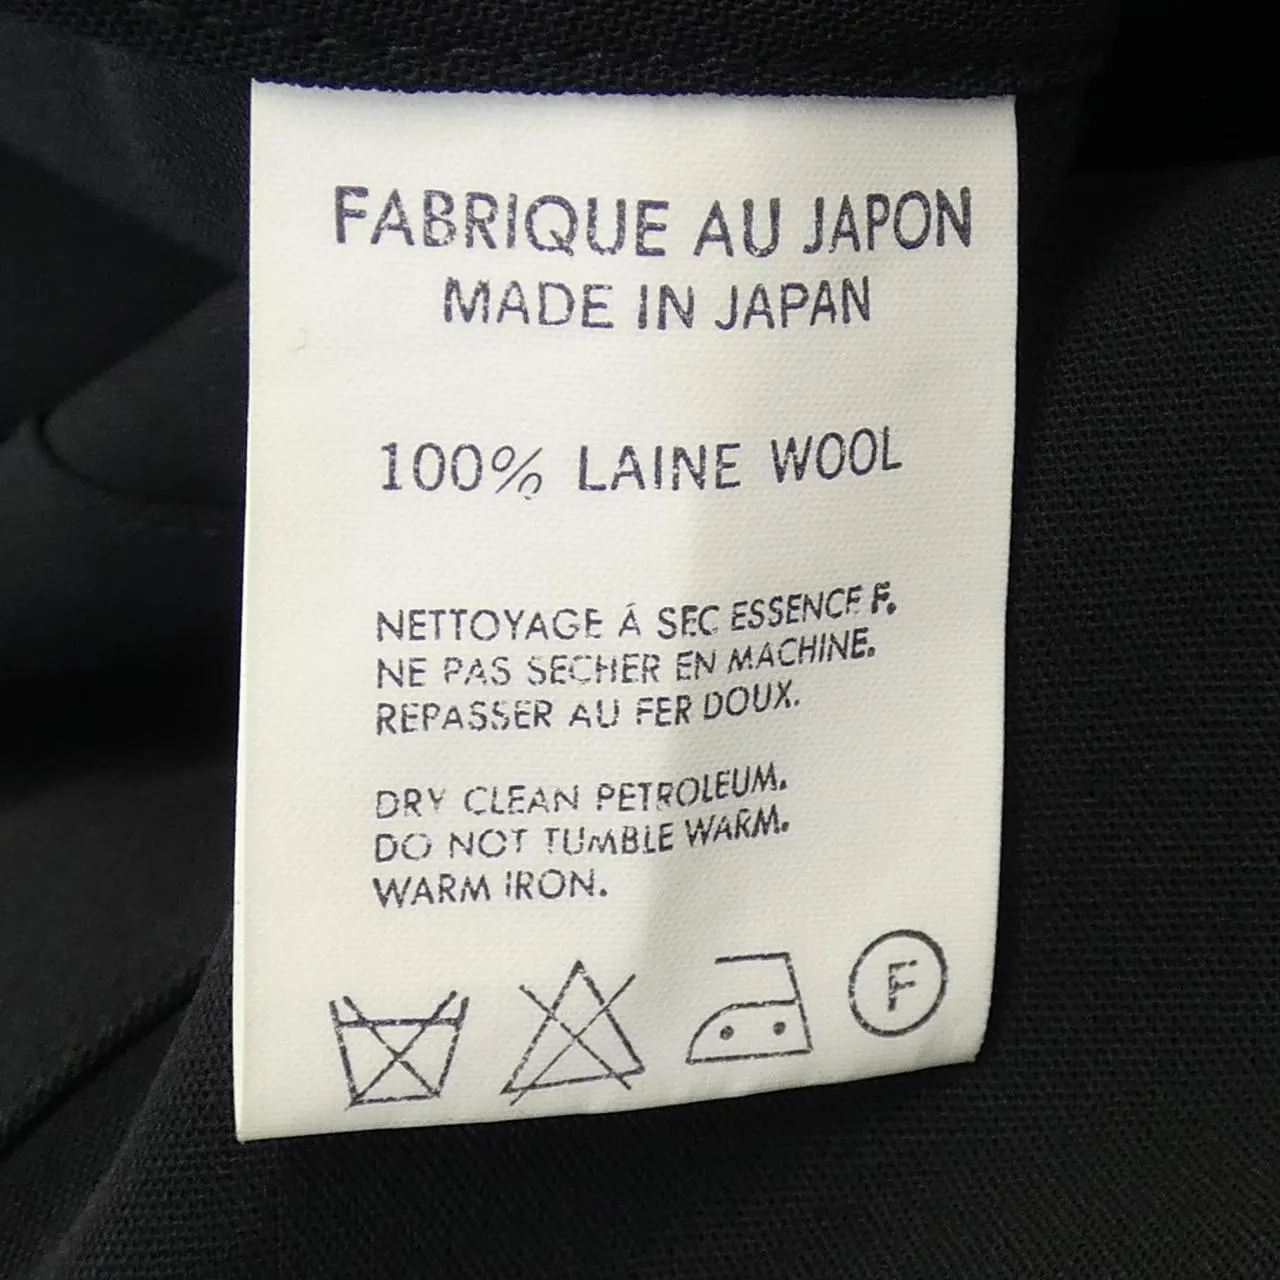 FABRIQUE AU JAPON
MADE IN JAPAN
100% LAINE WOOL
NETTOYAGE Á SEC ESSENCE F.
NE PAS SECHER EN MACHINE.
REPASSER AU FER DOUX.
DRY CLEAN PETROLEUM.
DO NOT TUMBLE WARM.
WARM IRON.
F